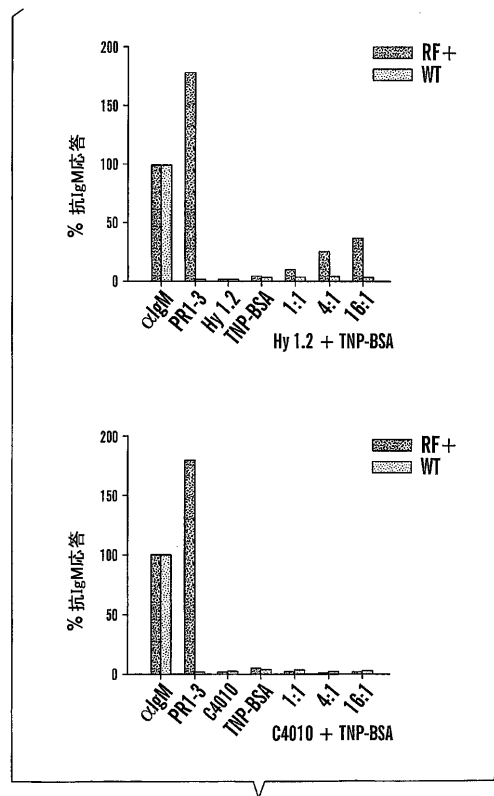 200
150
100
50
0
% 抗IgM応答
RF+
WT
αIgM
PR1-3
Hy 1.2
TNP-BSA
1:1
4:1
16:1
Hy 1.2 + TNP-BSA
200
150
100
50
0
% 抗IgM応答
RF+
WT
αIgM
PR1-3
C4010
TNP-BSA
1:1
4:1
16:1
C4010 + TNP-BSA